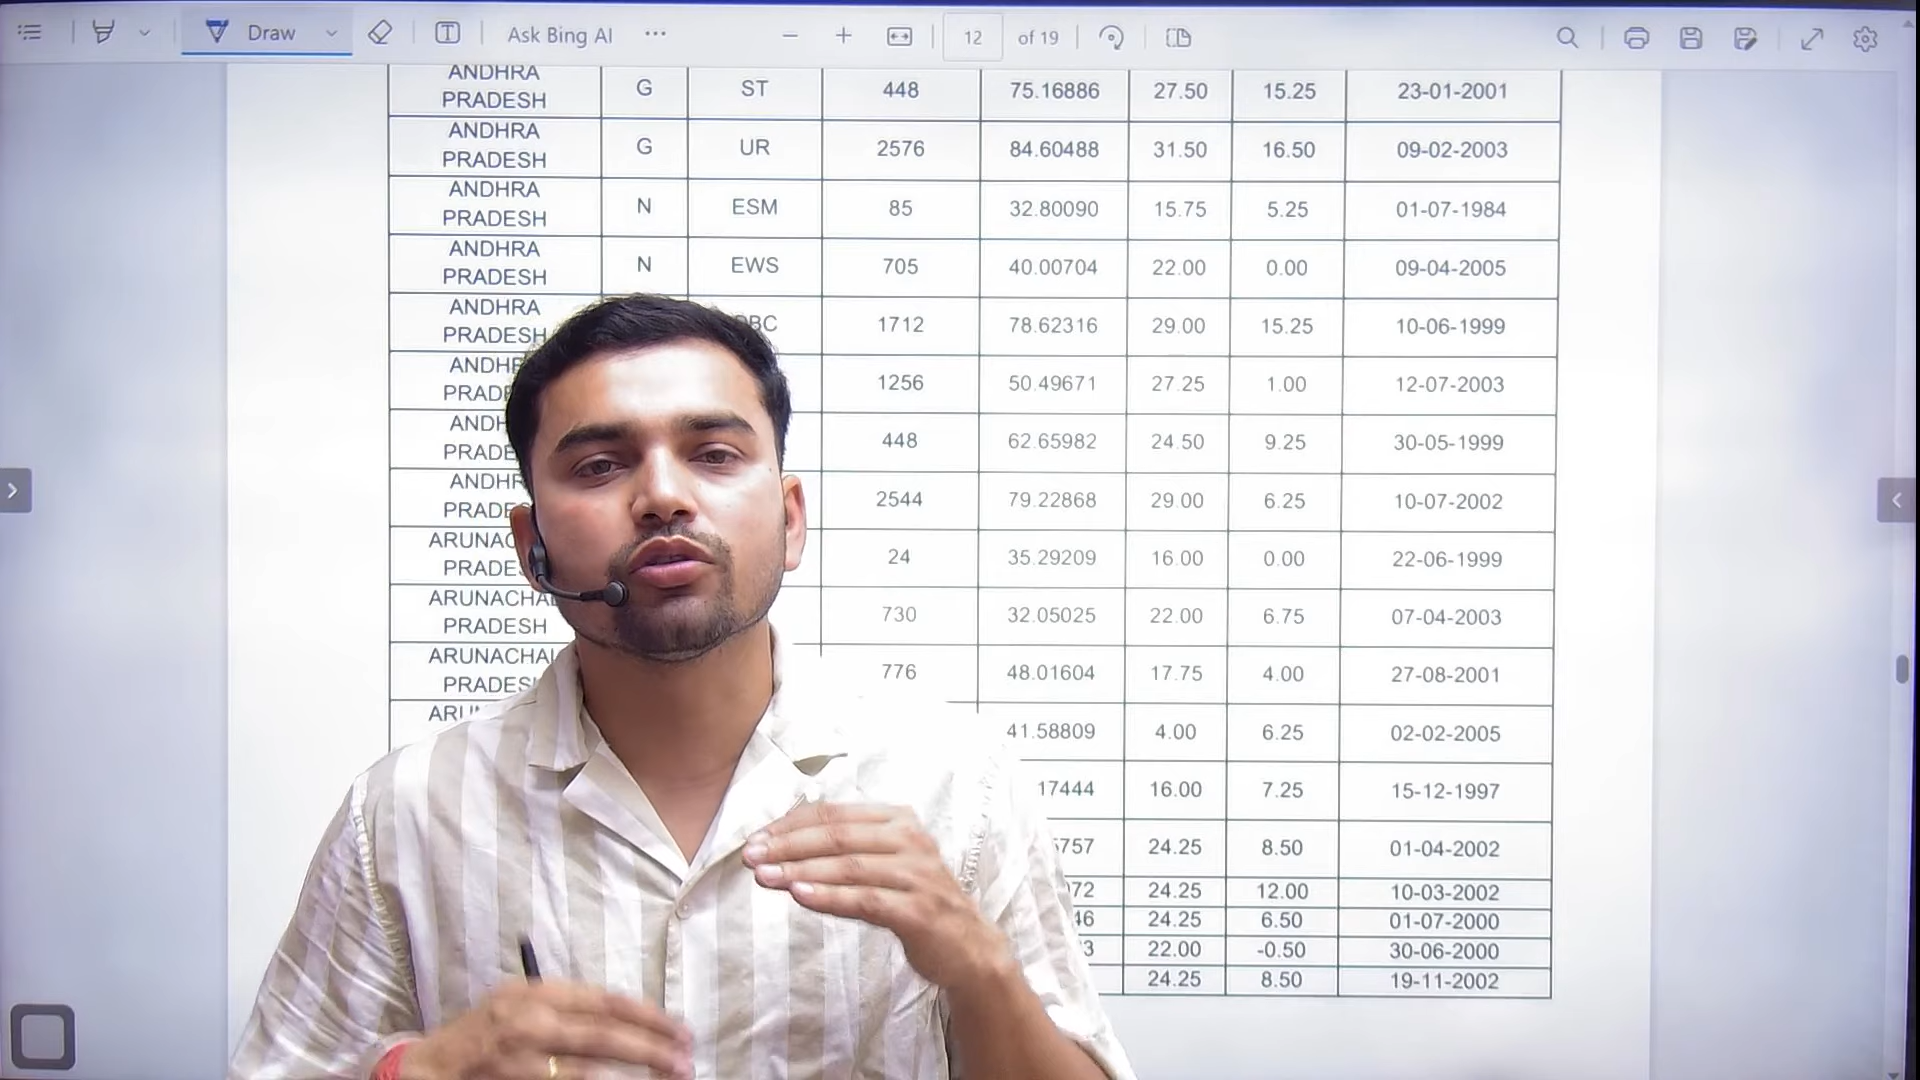 Draw
Ask Bing AI
12 of 19
ANDHRA PRADESH G ST 448 75.16886 27.50 15.25 23-01-2001
ANDHRA PRADESH G UR 2576 84.60488 31.50 16.50 09-02-2003
ANDHRA PRADESH N ESM 85 32.80090 15.75 5.25 01-07-1984
ANDHRA PRADESH N EWS 705 40.00704 22.00 0.00 09-04-2005
ANDHRA PRADESH 1712 78.62316 29.00 15.25 10-06-1999
1256 50.49671 27.25 1.00 12-07-2003
448 62.65982 24.50 9.25 30-05-1999
2544 79.22868 29.00 6.25 10-07-2002
24 35.29209 16.00 0.00 22-06-1999
ARUNACHAL PRADESH 730 32.05025 22.00 6.75 07-04-2003
ARUNACHAL 776 48.01604 17.75 4.00 27-08-2001
41.58809 4.00 6.25 02-02-2005
17444 16.00 7.25 15-12-1997
5757 24.25 8.50 01-04-2002
24.25 12.00 10-03-2002
24.25 6.50 01-07-2000
22.00 -0.50 30-06-2000
24.25 8.50 19-11-2002